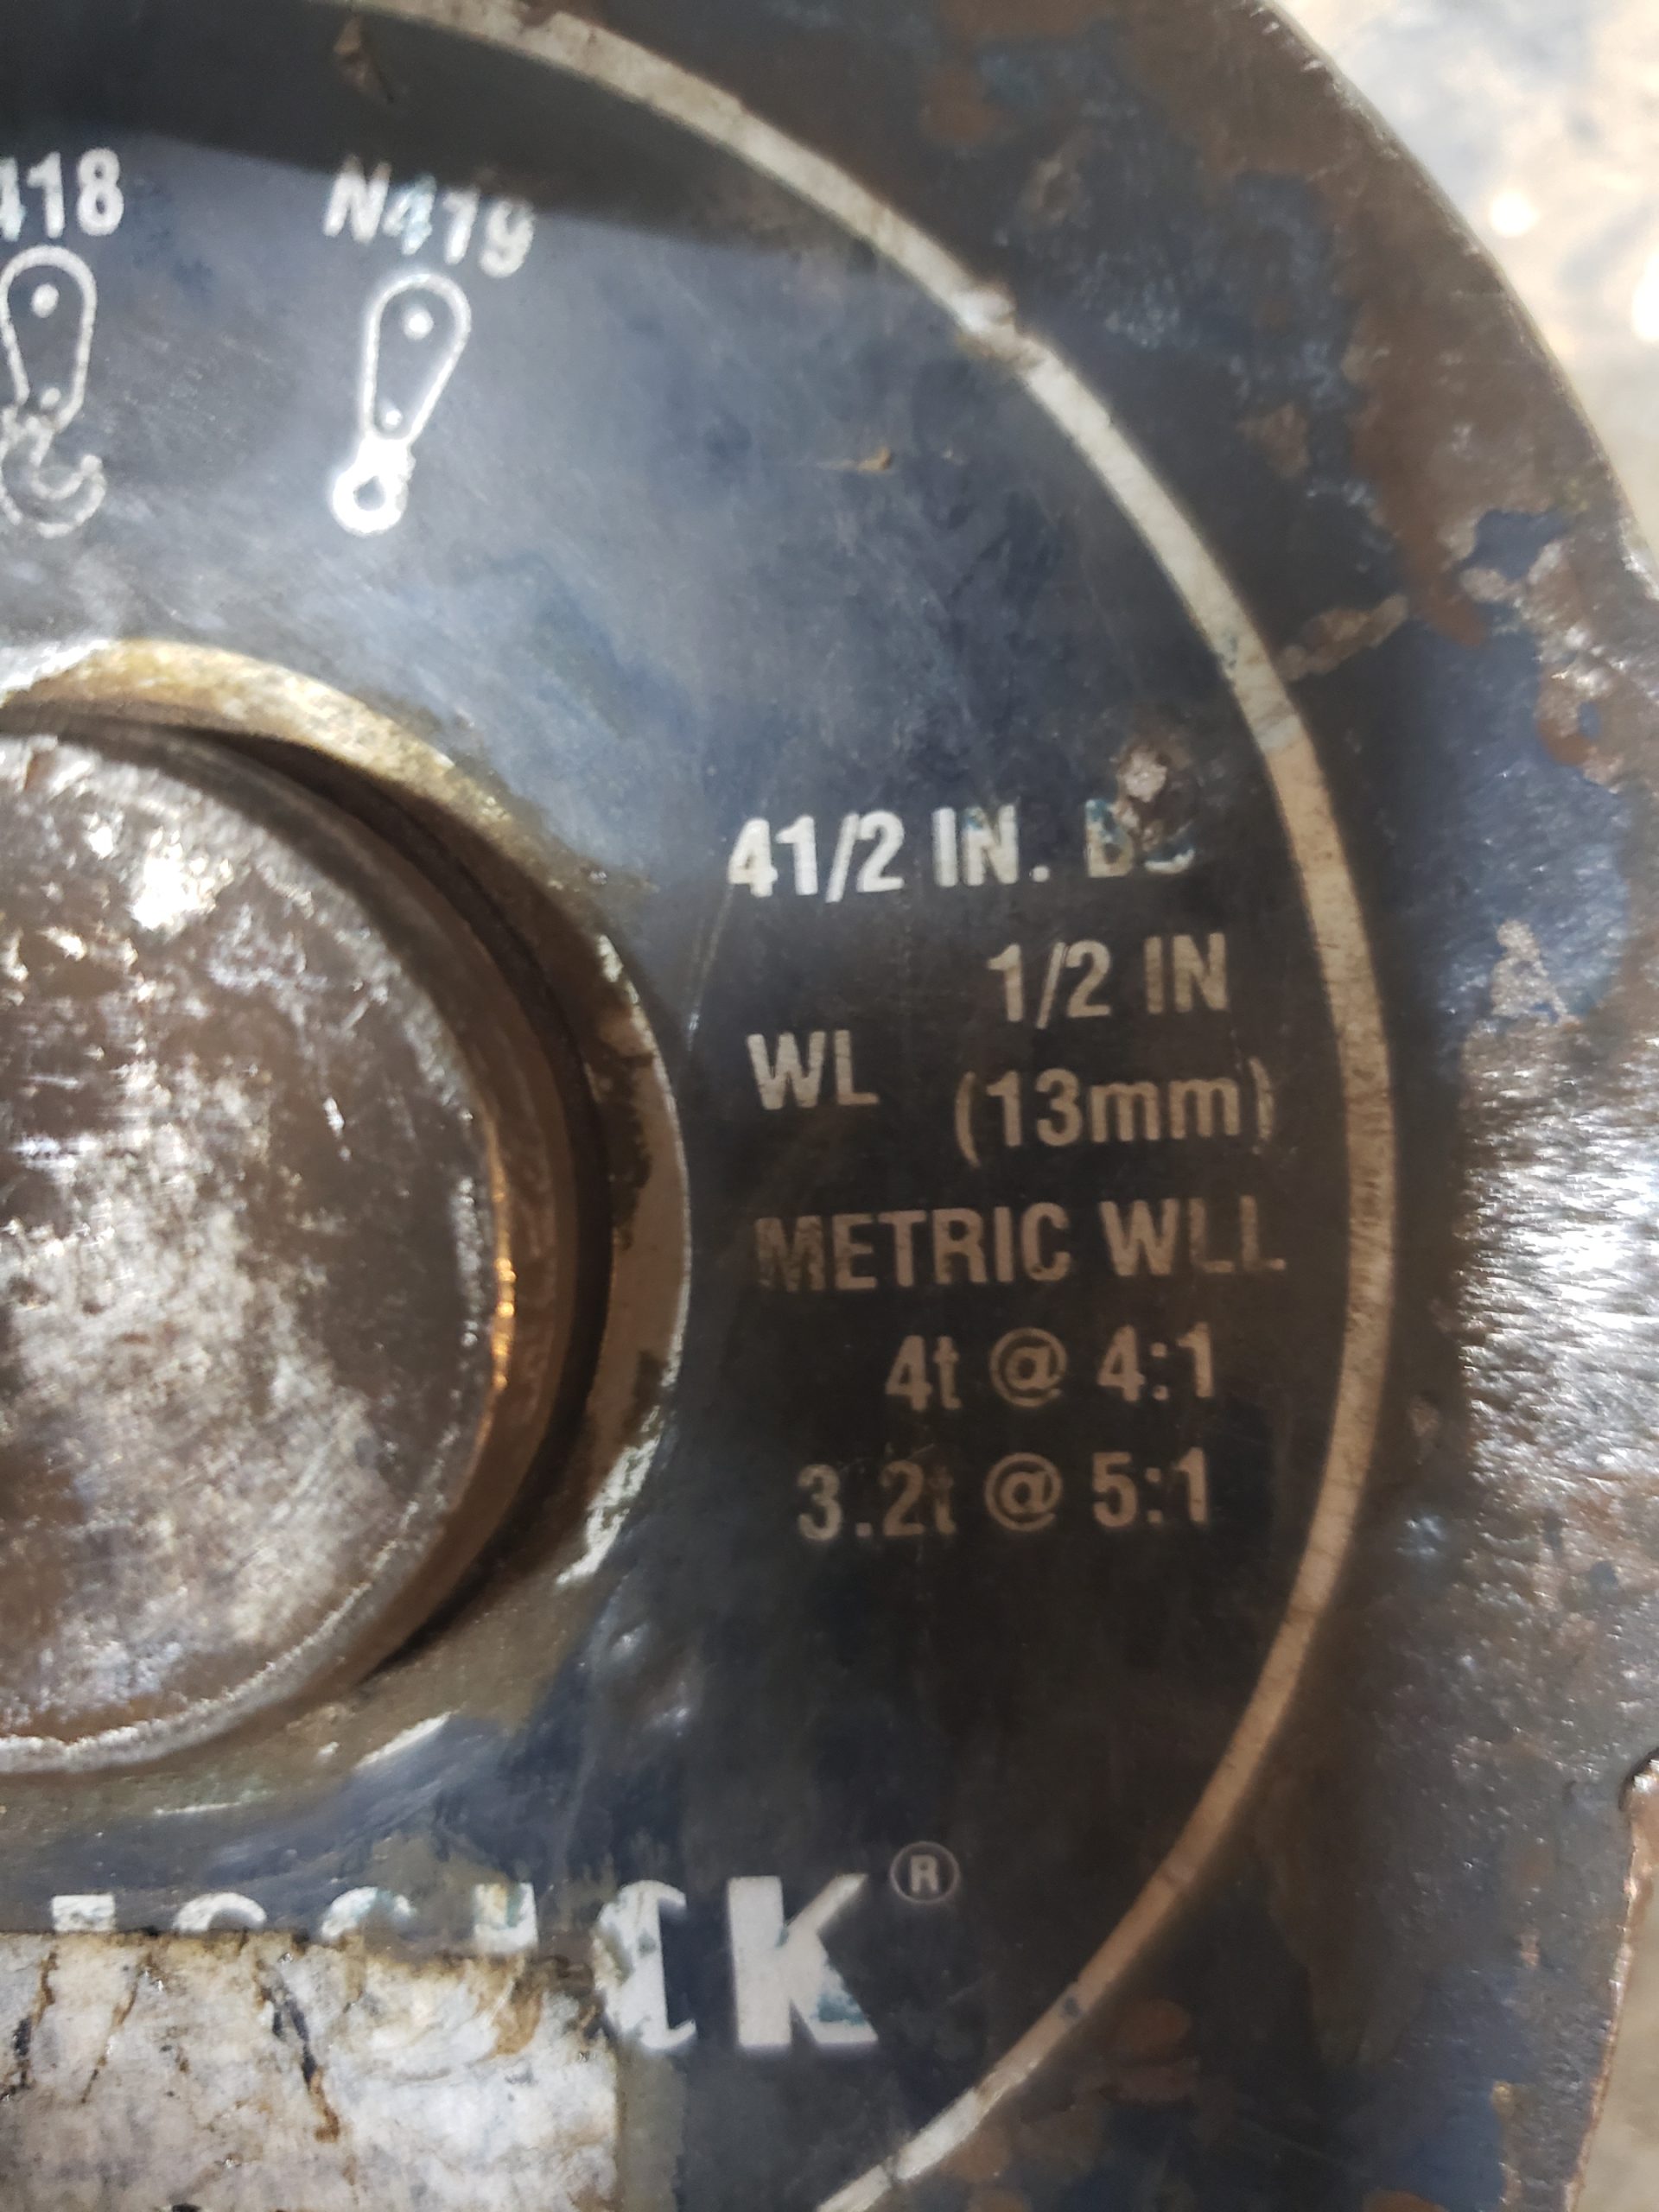 418 N419
41/2 IN.
1/2 IN
WL (13mm)
METRIC WLL
4t @ 4:1
3.2t @ 5:1
®